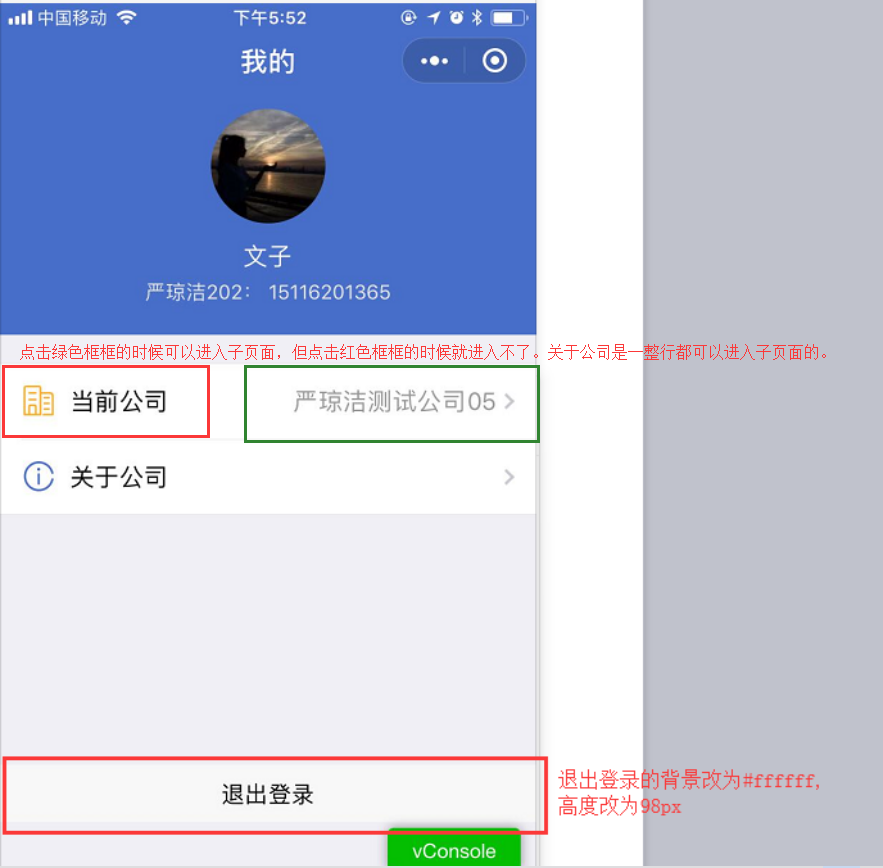 中国移动 下午5:52
我的
文子
严琼洁202： 15116201365
点击绿色框框的时候可以进入子页面，但点击红色框框的时候就进入不了。关于公司是一整行都可以进入子页面的。
当前公司 严琼洁测试公司05
关于公司
退出登录的背景改为#ffffff,
高度改为98px
退出登录
vConsole